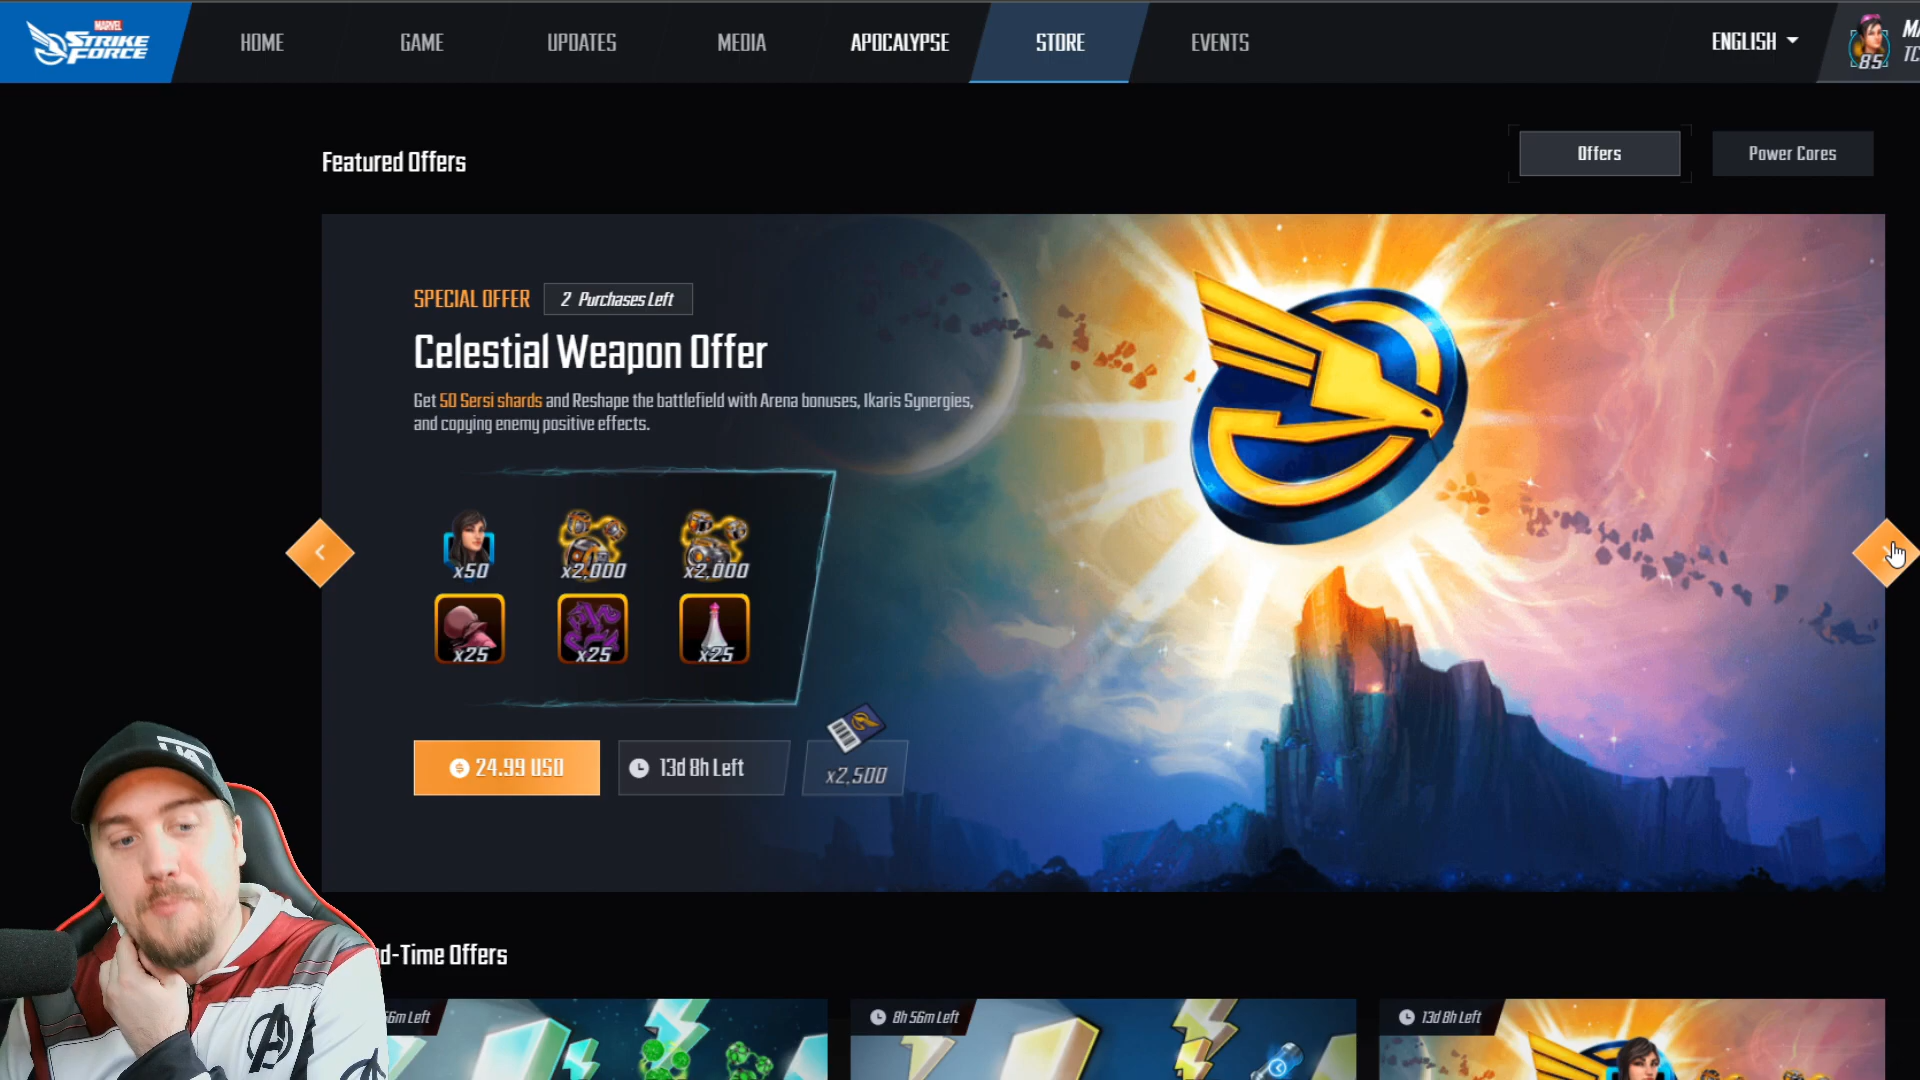 MARVEL
STRIKE
FORCE
HOME
GAME
UPDATES
MEDIA
APOCALYPSE
STORE
EVENTS
ENGLISH
85
Featured Offers
Offers
Power Cores
SPECIAL OFFER
2 Purchases Left
Celestial Weapon Offer
Get 50 Sersi shards and Reshape the battlefield with Arena bonuses, Ikaris Synergies,
and copying enemy positive effects.
x50
x2,000
x2,000
x25
x25
x25
24.99 USD
13d 8h Left
x2,500
d-Time Offers
56m Left
8h 56m Left
13d 8h Left